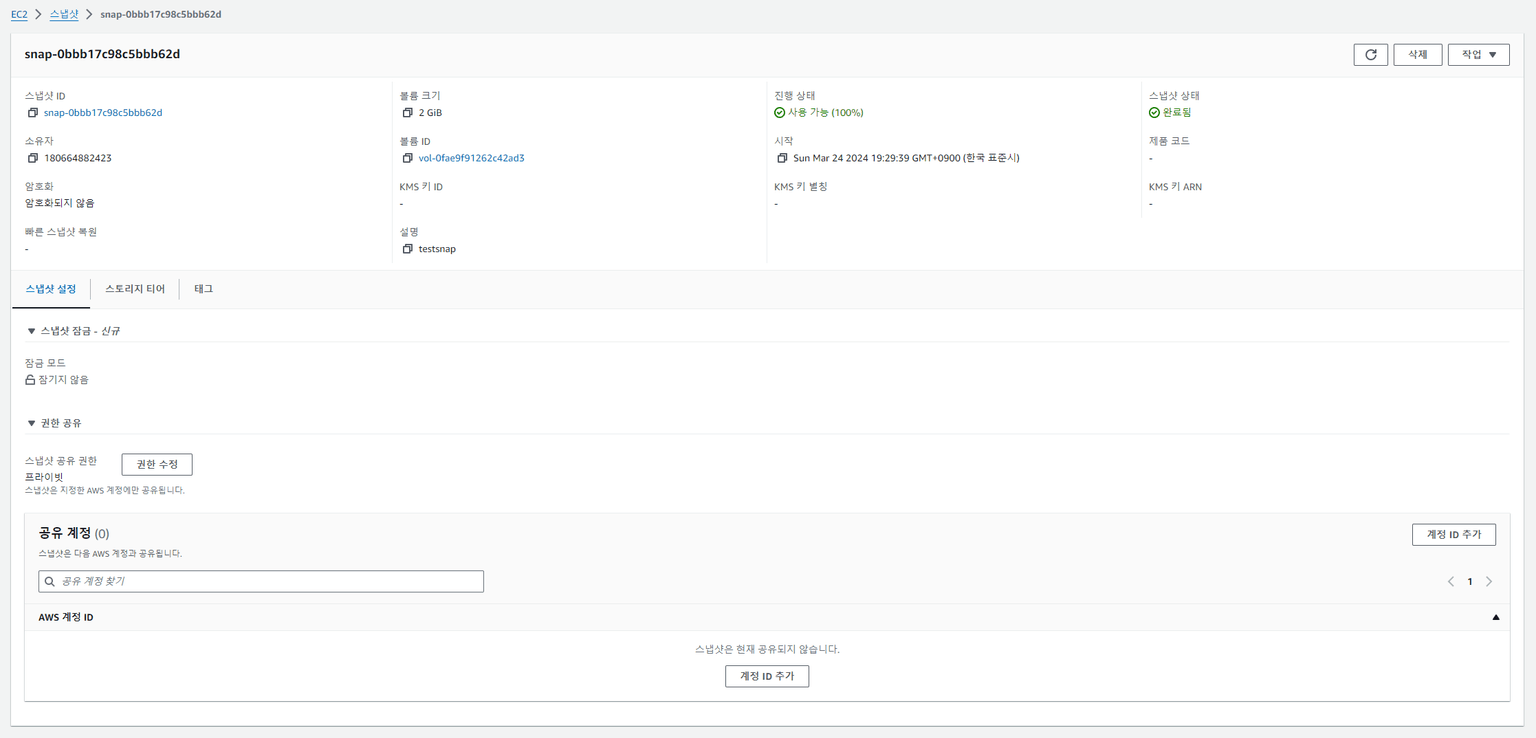 EC2 > 스냅샷 > snap-0bbb17c98c5bbb62d
snap-0bbb17c98c5bbb62d
삭제
작업
스냅샷 ID
snap-0bbb17c98c5bbb62d
볼륨 크기
2 GiB
진행 상태
사용 가능 (100%)
스냅샷 상태
완료됨
소유자
180664882423
볼륨 ID
vol-0fae9f91262c42ad3
시작
Sun Mar 24 2024 19:29:39 GMT+0900 (한국 표준시)
제품 코드
-
암호화
암호화되지 않음
KMS 키 ID
-
KMS 키 별칭
-
KMS 키 ARN
-
빠른 스냅샷 복원
-
설명
testsnap
스냅샷 설정
스토리지 티어
태그
스냅샷 잠금 - 신규
잠금 모드
잠기지 않음
권한 공유
스냅샷 공유 권한
프라이빗
스냅샷은 지정한 AWS 계정에만 공유됩니다.
권한 수정
공유 계정 (0)
스냅샷은 다음 AWS 계정과 공유됩니다.
계정 ID 추가
공유 계정 찾기
1
AWS 계정 ID
스냅샷은 현재 공유되지 않습니다.
계정 ID 추가